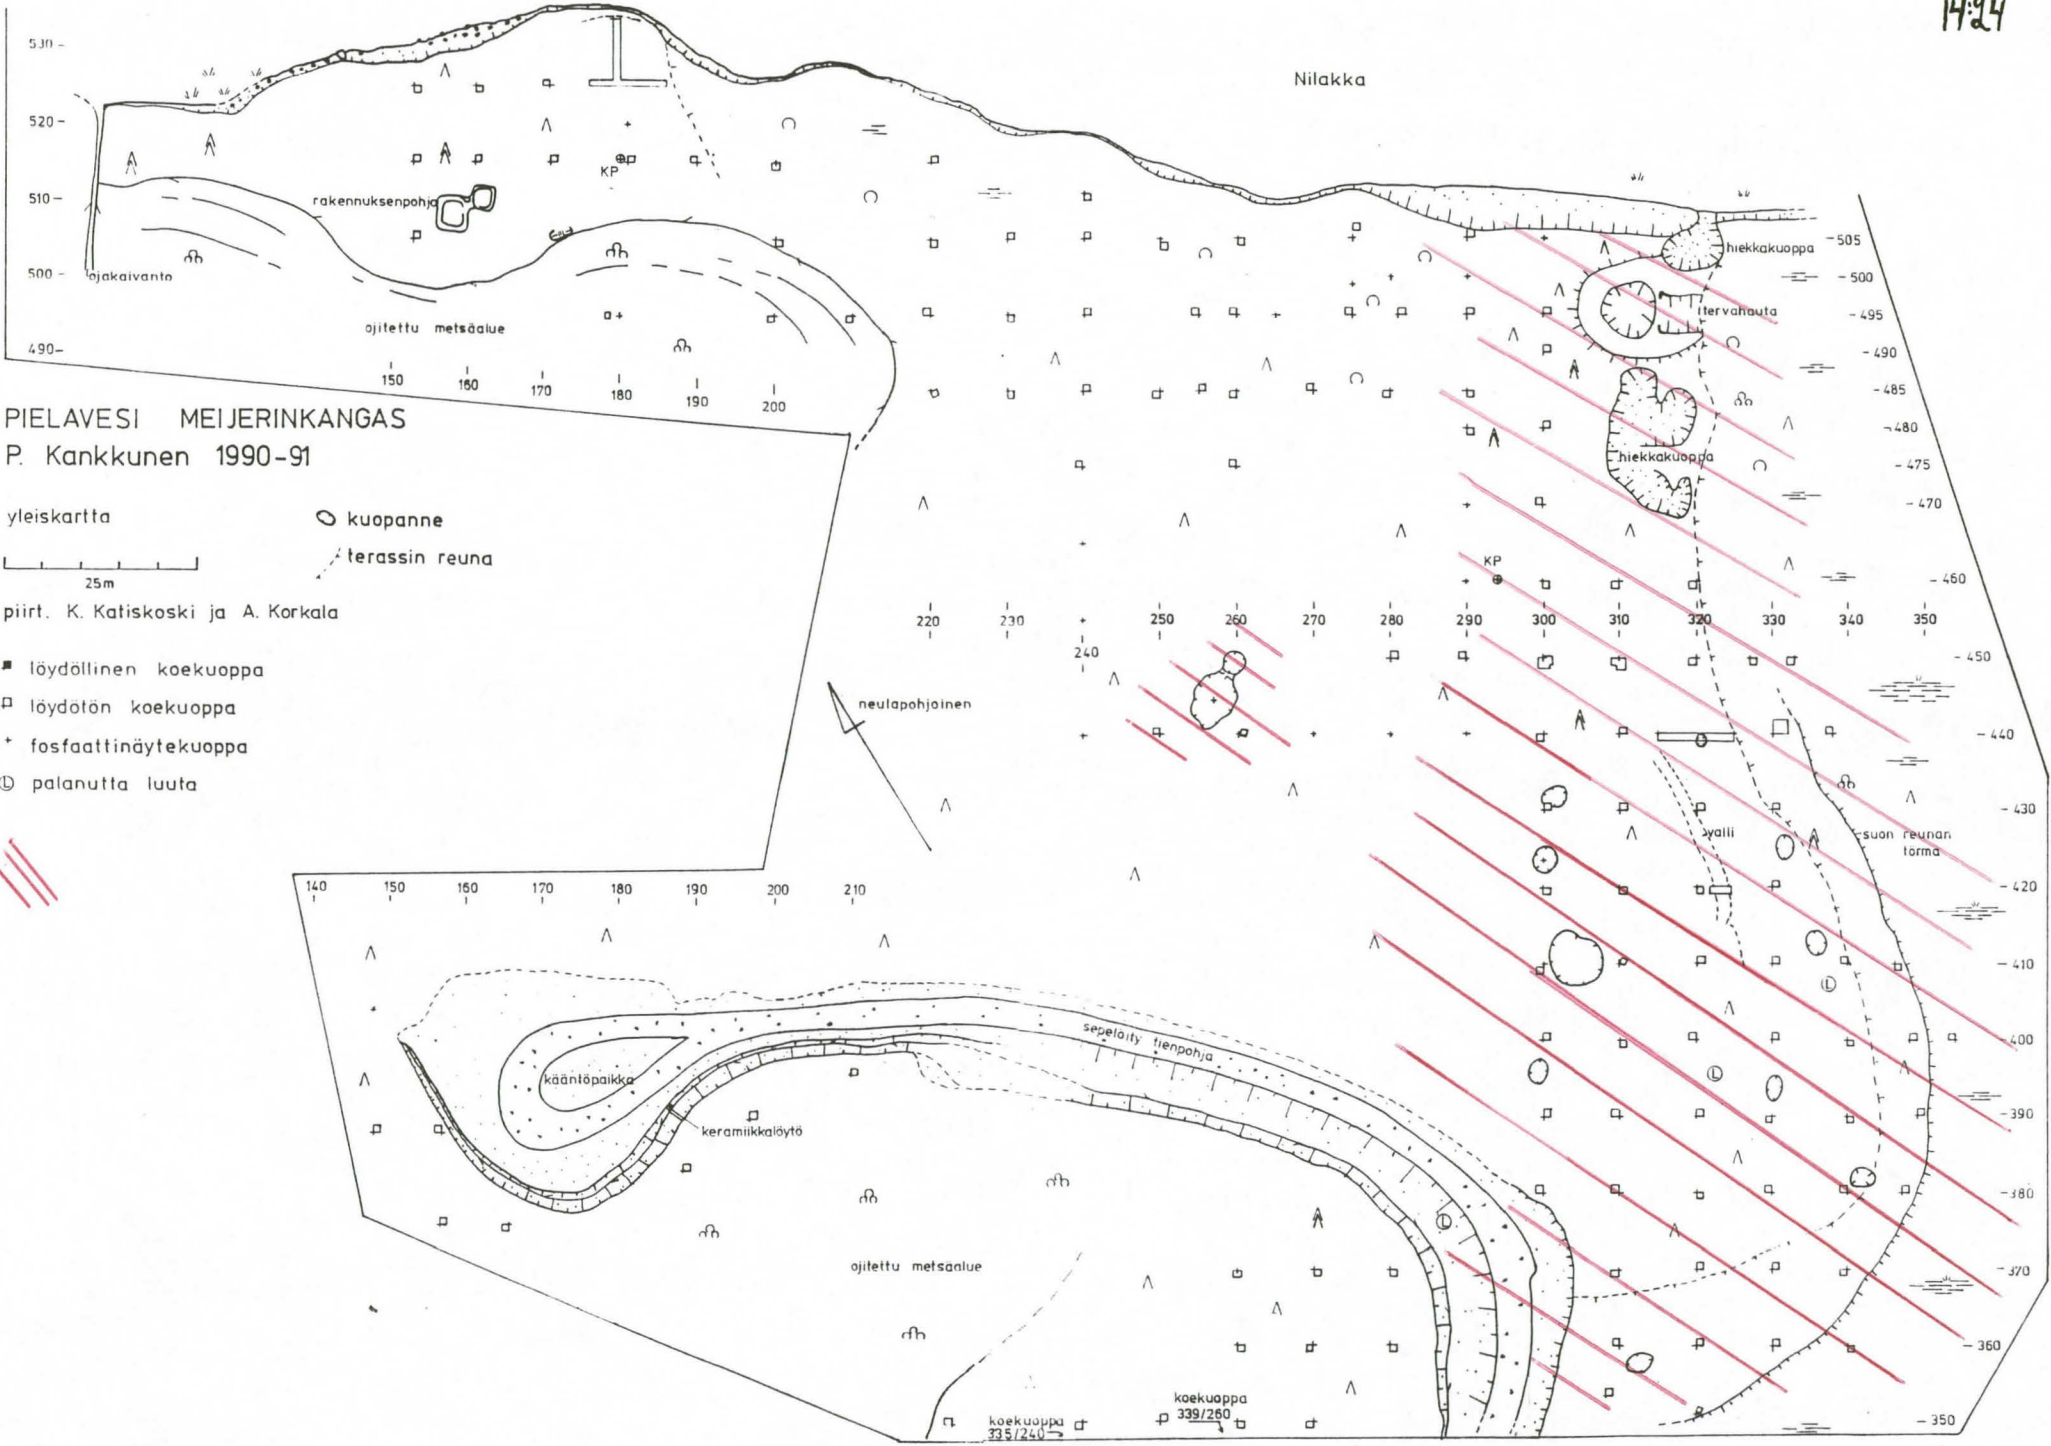 14:24
Nilakka
530
520
510
500
490
KP
rakennuksenpohja
ojakaivanto
ojitettu metsäalue
150 160 170 180 190 200
PIELAVESI MEIJERINKANGAS
P. Kankkunen 1990-91
yleiskartta
25m
kuopanne
terassin reuna
piirt. K. Katiskoski ja A. Korkala
löydöllinen koekuoppa
löydötön koekuoppa
fosfaattinäytekuoppa
L palanutta luuta
neulapohjoinen
hiekkakuoppa
tervahauta
hiekkakuoppa
KP
220 230 240 250 260 270 280 290 300 310 320 330 340 350
-505
-500
-495
-490
-485
-480
-475
-470
-460
-450
-440
-430
-420
-410
-400
-390
-380
-370
-360
-350
valli
suon reunan
törmä
L
L
L
140 150 160 170 180 190 200 210
sepelöity tienpohja
kääntöpaikka
keramiikkalöytö
ojitettu metsäalue
koekuoppa
335/240
koekuoppa
339/260